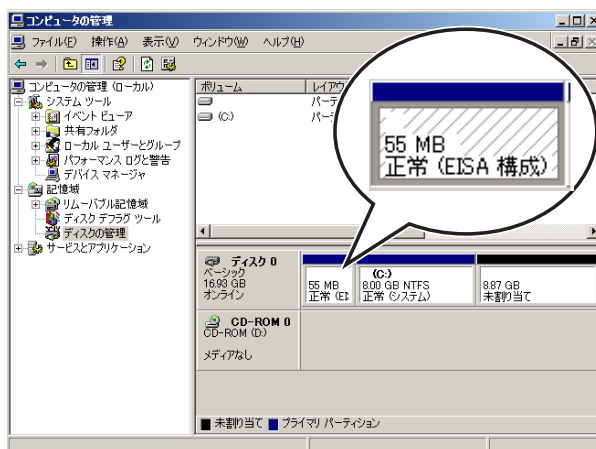 コンピュータの管理
ファイル(F) 操作(A) 表示(V) ウィンドウ(W) ヘルプ(H)
コンピュータの管理 (ローカル)
システム ツール
イベント ビューア
共有フォルダ
ローカル ユーザーとグループ
パフォーマンス ログと警告
デバイス マネージャ
記憶域
リムーバブル記憶域
ディスク デフラグ ツール
ディスクの管理
サービスとアプリケーション
ボリューム レイアウ
パーテ
(C:) パーテ
55 MB
正常 (EISA 構成)
ディスク 0
ベーシック
16.93 GB
オンライン
55 MB
正常 (EI
(C:)
8.00 GB NTFS
正常 (システム)
8.87 GB
未割り当て
CD-ROM 0
CD-ROM (D:)
メディアなし
未割り当て プライマリ パーティション